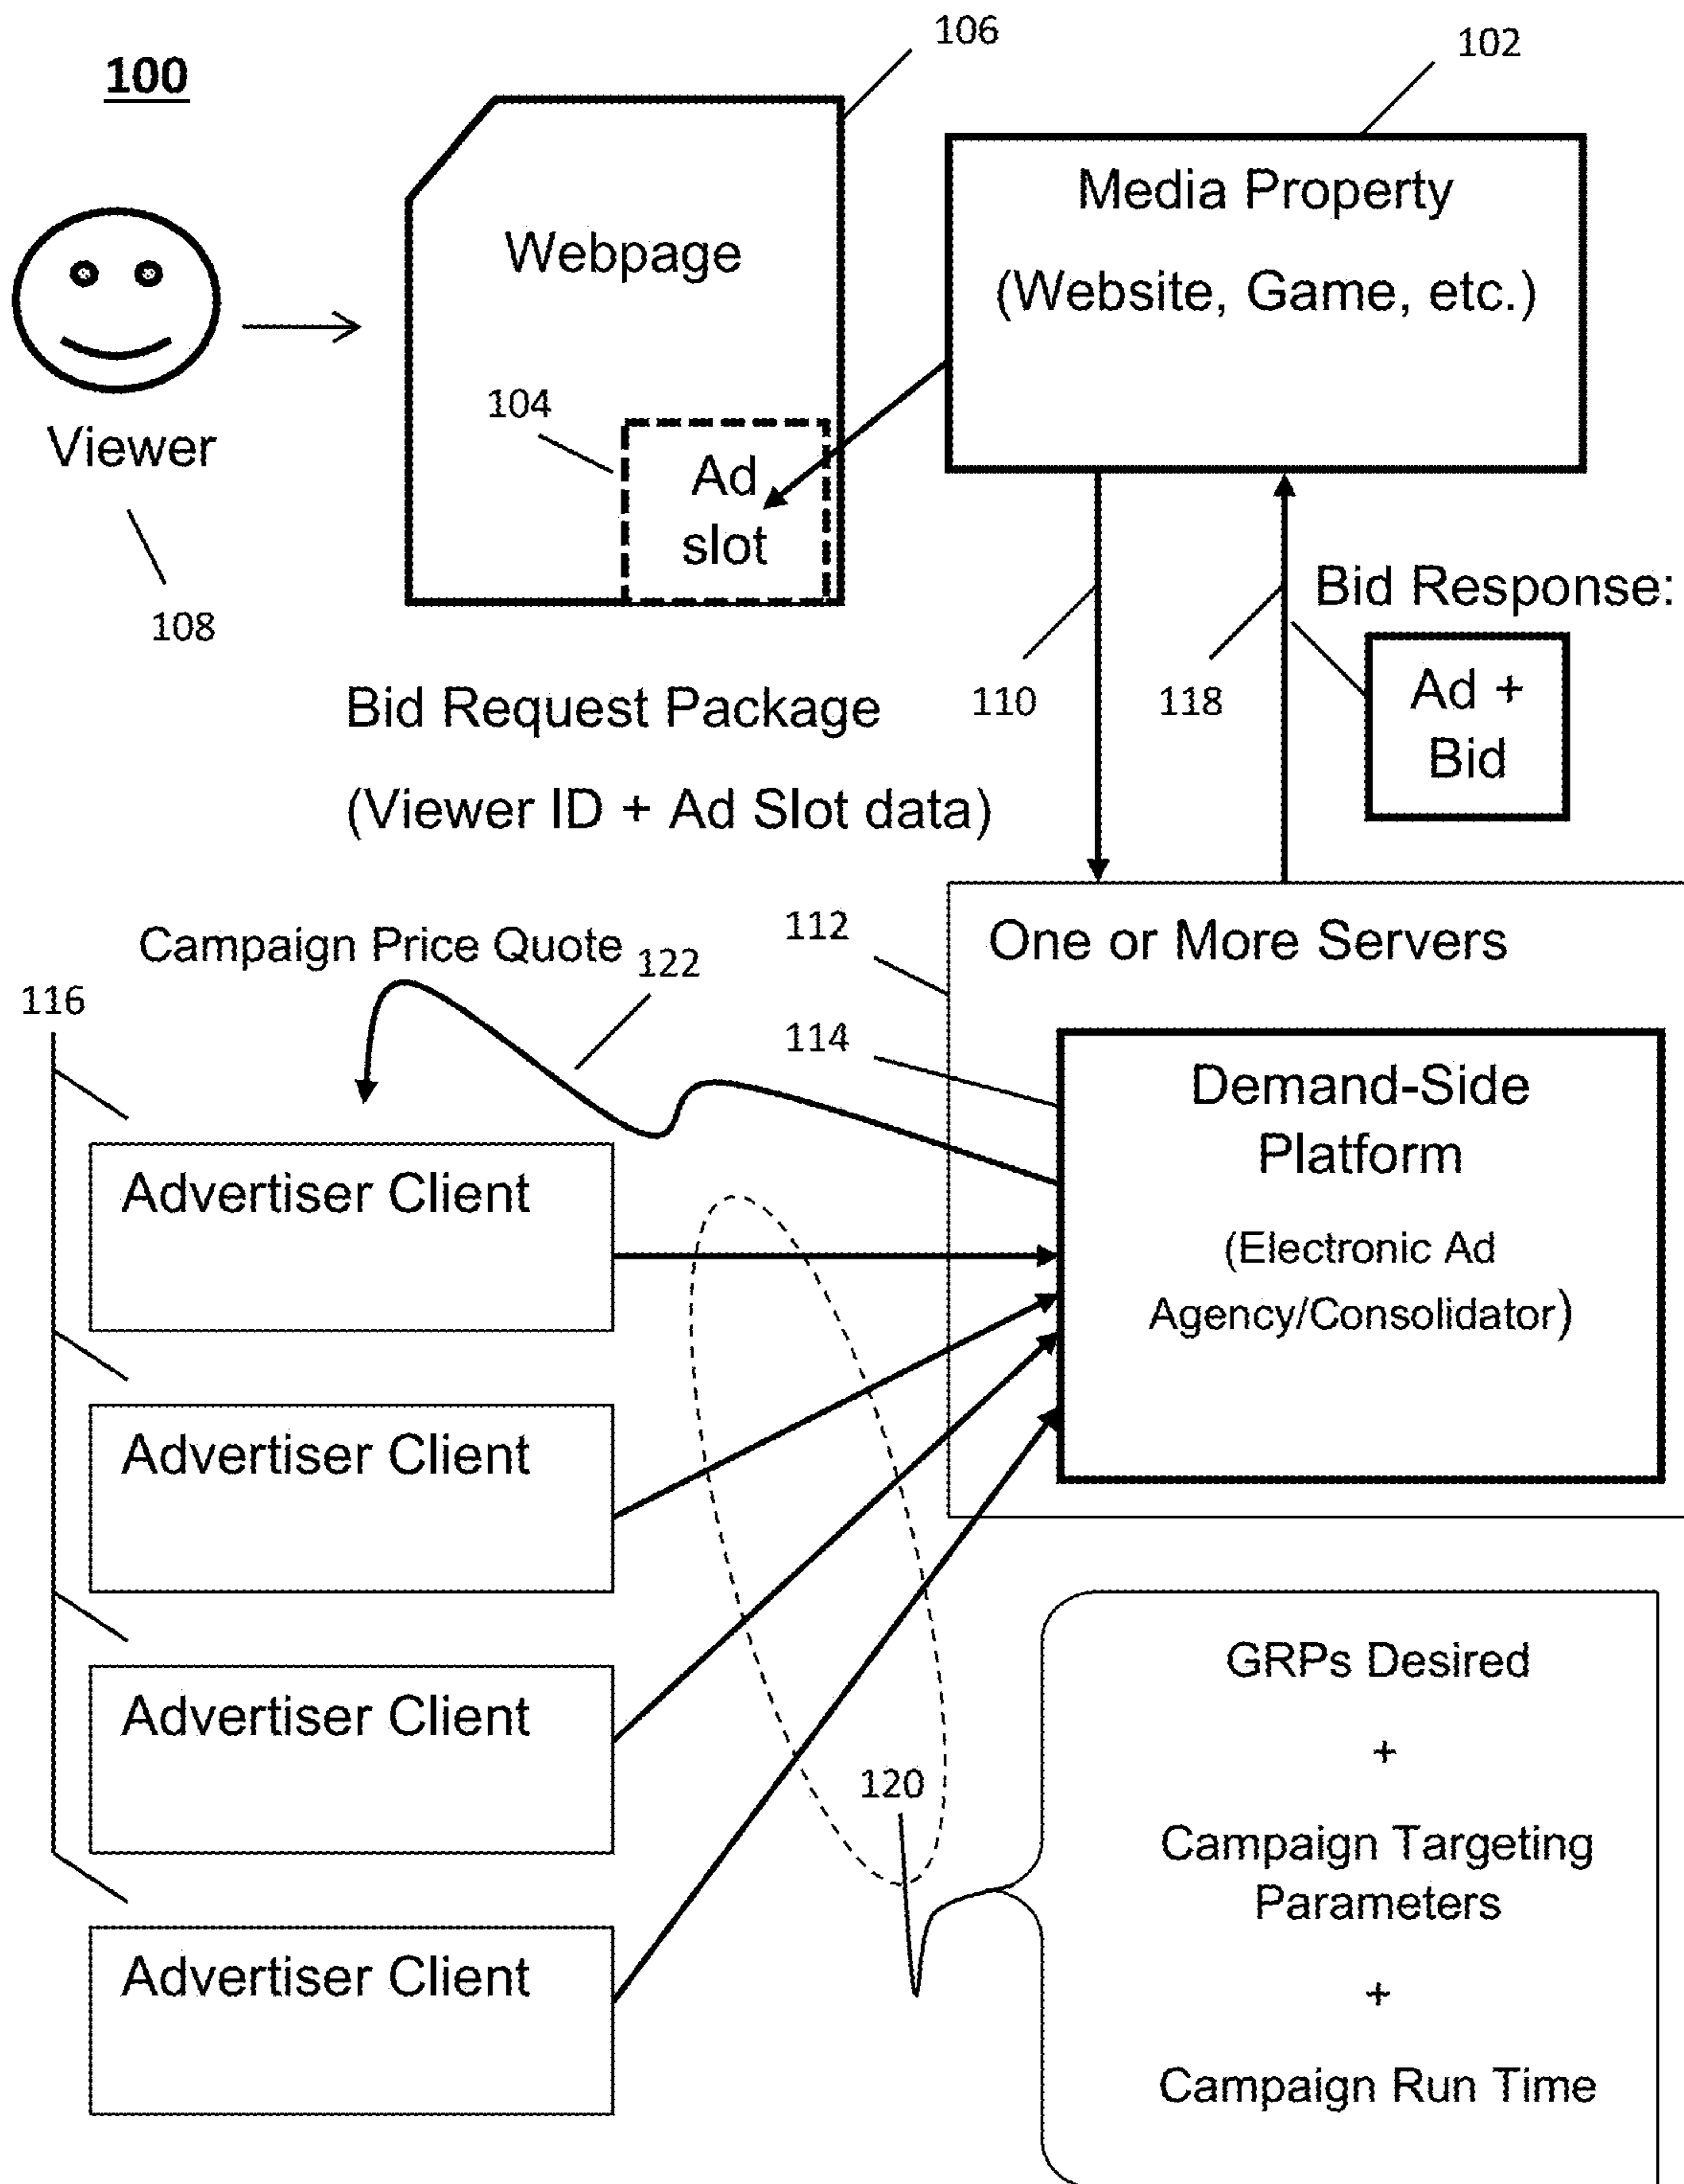 100
106
102
Webpage
Media Property
(Website, Game, etc.)
104
Ad
slot
Viewer
108
Bid Response:
Ad +
Bid
110
118
Bid Request Package
(Viewer ID + Ad Slot data)
112
One or More Servers
Campaign Price Quote
122
116
114
Demand-Side
Platform
(Electronic Ad
Agency/Consolidator)
Advertiser Client
Advertiser Client
Advertiser Client
Advertiser Client
120
GRPs Desired
+
Campaign Targeting
Parameters
+
Campaign Run Time